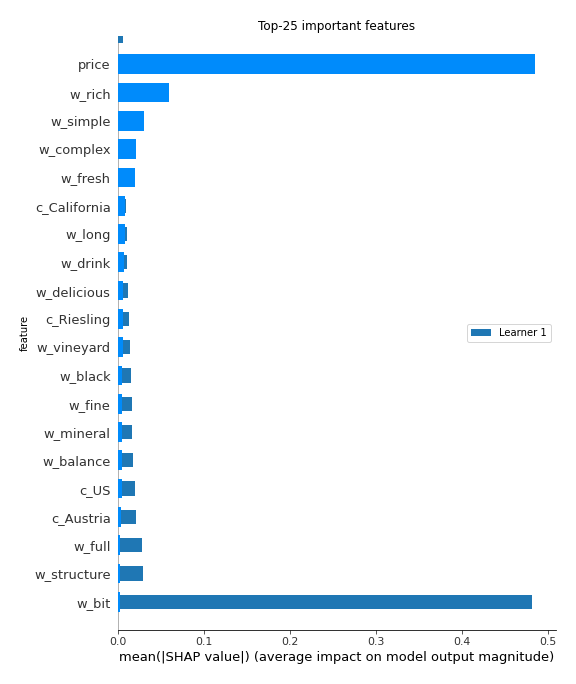 Top-25 important features
price
w_rich
w_simple
w_complex
w_fresh
c_California
w_long
w_drink
w_delicious
c_Riesling
w_vineyard
w_black
w_fine
w_mineral
w_balance
c_US
c_Austria
w_full
w_structure
w_bit
feature
Learner 1
0.0 0.1 0.2 0.3 0.4 0.5
mean(|SHAP value|) (average impact on model output magnitude)